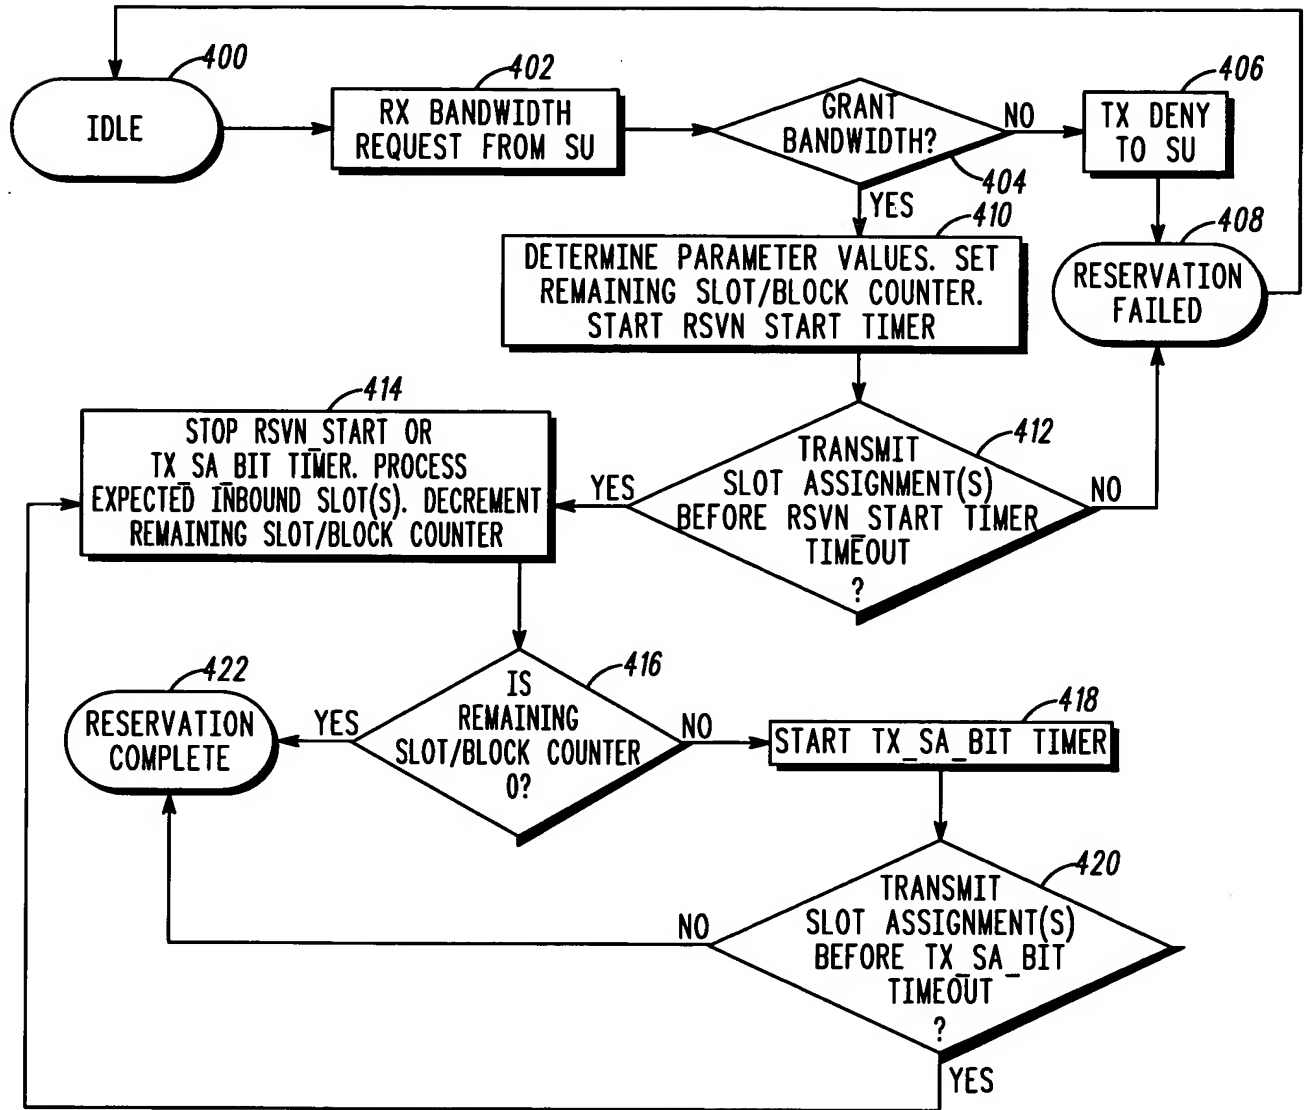 400
IDLE
402
RX BANDWIDTH
REQUEST FROM SU
GRANT
BANDWIDTH?
404
NO
YES
406
TX DENY
TO SU
408
RESERVATION
FAILED
410
DETERMINE PARAMETER VALUES. SET
REMAINING SLOT/BLOCK COUNTER.
START RSVN START TIMER
412
TRANSMIT
SLOT ASSIGNMENT(S)
BEFORE RSVN_START TIMER
TIMEOUT
?
YES
NO
414
STOP RSVN_START OR
TX_SA_BIT TIMER. PROCESS
EXPECTED INBOUND SLOT(S). DECREMENT
REMAINING SLOT/BLOCK COUNTER
416
IS
REMAINING
SLOT/BLOCK COUNTER
0?
YES
NO
422
RESERVATION
COMPLETE
418
START TX_SA_BIT TIMER
420
TRANSMIT
SLOT ASSIGNMENT(S)
BEFORE TX_SA_BIT
TIMEOUT
?
NO
YES